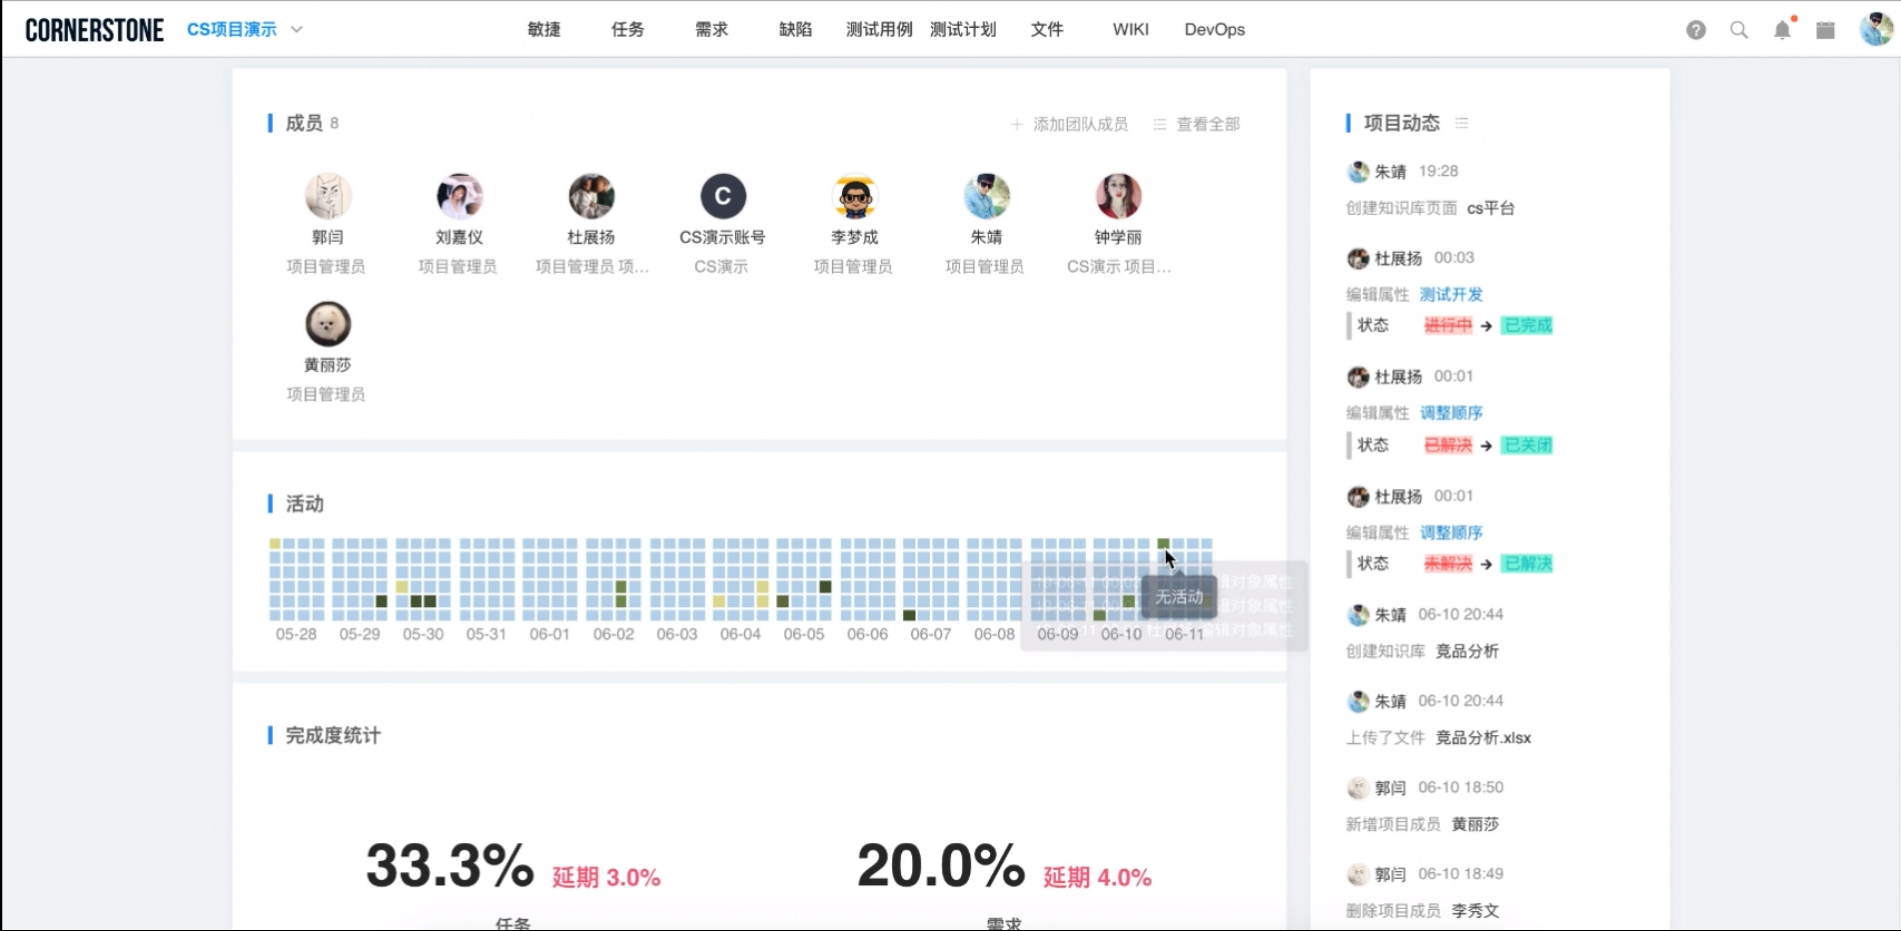 CORNERSTONE CS项目演示 敏捷 任务 需求 缺陷 测试用例 测试计划 文件 WIKI DevOps
成员 8 添加团队成员 查看全部
郭闫 刘嘉仪 杜展扬 C CS演示账号 李梦成 朱靖 钟学丽
项目管理员 项目管理员 项目管理员 项... CS演示 项目管理员 项目管理员 CS演示 项目...
黄丽莎
项目管理员
活动
编辑对象属性
无活动
05-28 05-29 05-30 05-31 06-01 06-02 06-03 06-04 06-05 06-06 06-07 06-08 06-09 06-10 06-11
完成度统计
33.3% 延期 3.0% 20.0% 延期 4.0%
任务 需求
项目动态
朱靖 19:28
创建知识库页面 cs平台
杜展扬 00:03
编辑属性 测试开发
状态 进行中 → 已完成
杜展扬 00:01
编辑属性 调整顺序
状态 已解决 → 已关闭
杜展扬 00:01
编辑属性 调整顺序
状态 未解决 → 已解决
朱靖 06-10 20:44
创建知识库 竞品分析
朱靖 06-10 20:44
上传了文件 竞品分析.xlsx
郭闫 06-10 18:50
新增项目成员 黄丽莎
郭闫 06-10 18:49
删除项目成员 李秀文